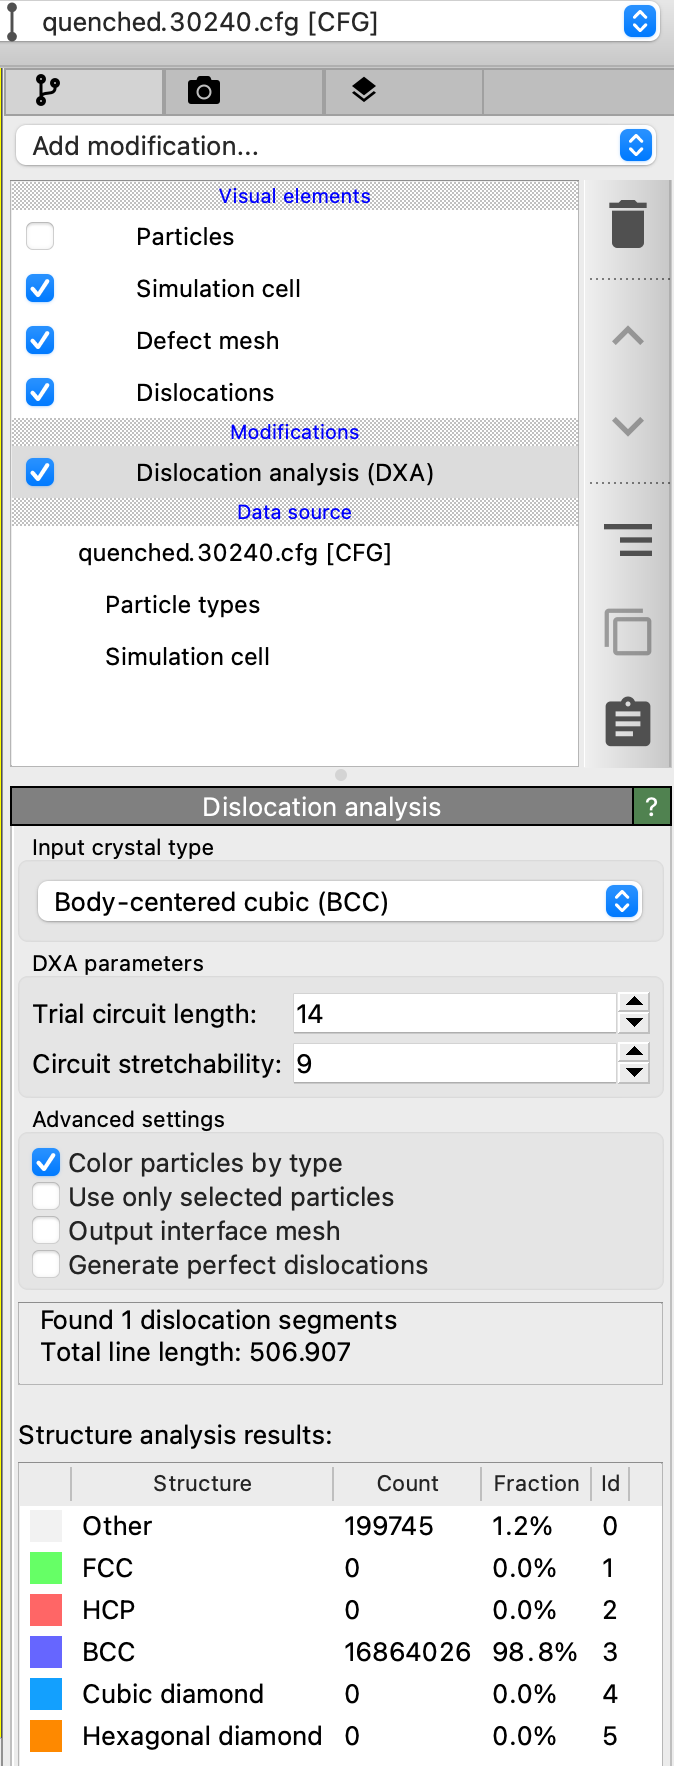 quenched.30240.cfg [CFG]
Add modification...
Visual elements
Particles
Simulation cell
Defect mesh
Dislocations
Modifications
Dislocation analysis (DXA)
Data source
quenched.30240.cfg [CFG]
Particle types
Simulation cell
Dislocation analysis ?
Input crystal type
Body-centered cubic (BCC)
DXA parameters
Trial circuit length: 14
Circuit stretchability: 9
Advanced settings
Color particles by type
Use only selected particles
Output interface mesh
Generate perfect dislocations
Found 1 dislocation segments
Total line length: 506.907
Structure analysis results:
Structure Count Fraction Id
Other 199745 1.2% 0
FCC 0 0.0% 1
HCP 0 0.0% 2
BCC 16864026 98.8% 3
Cubic diamond 0 0.0% 4
Hexagonal diamond 0 0.0% 5